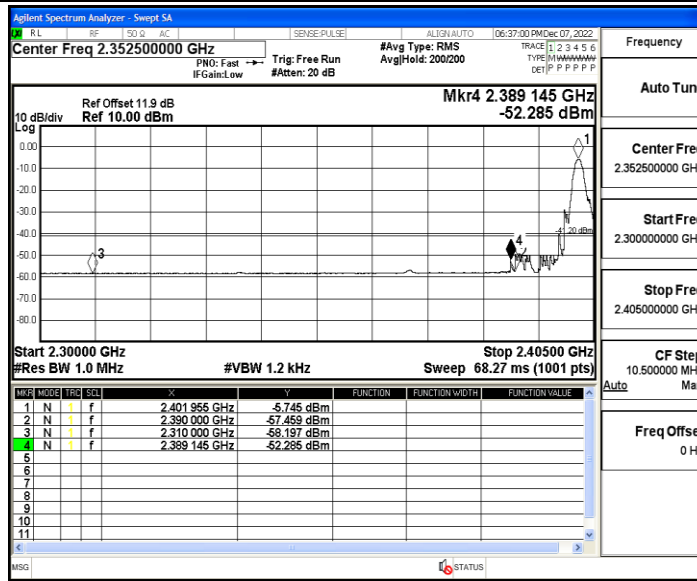 Agilent Spectrum Analyzer - Swept SA
RL RF 50 Ω AC SENSE:PULSE ALIGN AUTO 06:37:00 PM Dec 07, 2022
Center Freq 2.352500000 GHz
PNO: Fast
IFGain:Low
Trig: Free Run
#Atten: 20 dB
#Avg Type: RMS
Avg|Hold: 200/200
TRACE 1 2 3 4 5 6
TYPE M
DET P P P P P P
Frequency
Auto Tun
Ref Offset 11.9 dB
10 dB/div Ref 10.00 dBm
Log
Mkr4 2.389 145 GHz
-52.285 dBm
0.00
-10.0
-20.0
-30.0
-40.0
-50.0
-60.0
-70.0
-80.0
1
3
4
-41.20 dBm
Center Fre
2.352500000 GH
Start Fre
2.300000000 GH
Stop Fre
2.405000000 GH
Start 2.30000 GHz Stop 2.40500 GHz
#Res BW 1.0 MHz #VBW 1.2 kHz Sweep 68.27 ms (1001 pts)
CF Step
10.500000 MH
Auto Ma
Freq Offse
0 H
MKR MODE TRC SCL X Y FUNCTION FUNCTION WIDTH FUNCTION VALUE
1 N 1 f 2.401 955 GHz -5.745 dBm
2 N 1 f 2.390 000 GHz -57.459 dBm
3 N 1 f 2.310 000 GHz -58.197 dBm
4 N 1 f 2.389 145 GHz -52.285 dBm
5
6
7
8
9
10
11
MSG STATUS